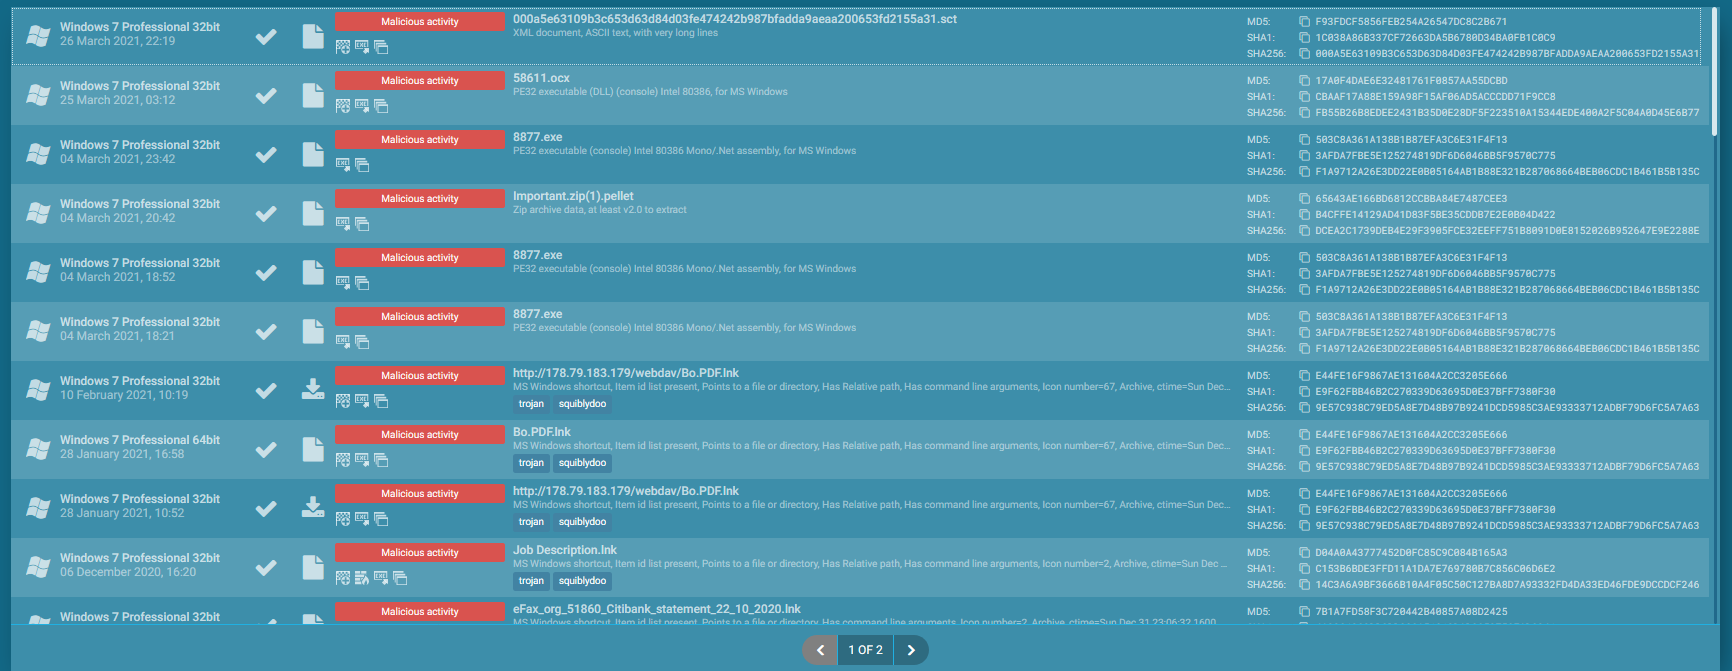 Windows 7 Professional 32bit
26 March 2021, 22:19
Malicious activity
000a5e63109b3c653d63d84d03fe474242b987bfadda9aeaa200653fd2155a31.sct
XML document, ASCII text, with very long lines
MD5: F93FDCF5856FEB254A26547DC8C2B671
SHA1: 1C038A86B337CF72663DA5B6780D34BA0FB1C0C9
SHA256: 000A5E63109B3C653D63D84D03FE474242B987BFADDA9AEAA200653FD2155A31
Windows 7 Professional 32bit
25 March 2021, 03:12
Malicious activity
58611.ocx
PE32 executable (DLL) (console) Intel 80386, for MS Windows
MD5: 17A0F4DAE6E32481761F0857AA55DCBD
SHA1: CBAAF17A88E159A98F15AF06AD5ACCCDD71F9CC8
SHA256: FB55B26B8EDEE2431B35D0E28DF5F223510A15344EDE400A2F5C04A0D45E6B77
Windows 7 Professional 32bit
04 March 2021, 23:42
Malicious activity
8877.exe
PE32 executable (console) Intel 80386 Mono/.Net assembly, for MS Windows
MD5: 503C8A361A138B1B87EFA3C6E31F4F13
SHA1: 3AFDA7FBE5E125274819DF6D6046BB5F9570C775
SHA256: F1A9712A26E3DD22E0B05164AB1B88E321B287068664BEB06CDC1B461B5B135C
Windows 7 Professional 32bit
04 March 2021, 20:42
Malicious activity
Important.zip(1).pellet
Zip archive data, at least v2.0 to extract
MD5: 65643AE166BD6812CCBBA84E7487CEE3
SHA1: B4CFFE14129AD41D83F5BE35CDDB7E2E0B04D422
SHA256: DCEA2C1739DEB4E29F3905FCE32EEFF751B8091D0E8152026B952647E9E2288E
Windows 7 Professional 32bit
04 March 2021, 18:52
Malicious activity
8877.exe
PE32 executable (console) Intel 80386 Mono/.Net assembly, for MS Windows
MD5: 503C8A361A138B1B87EFA3C6E31F4F13
SHA1: 3AFDA7FBE5E125274819DF6D6046BB5F9570C775
SHA256: F1A9712A26E3DD22E0B05164AB1B88E321B287068664BEB06CDC1B461B5B135C
Windows 7 Professional 32bit
04 March 2021, 18:21
Malicious activity
8877.exe
PE32 executable (console) Intel 80386 Mono/.Net assembly, for MS Windows
MD5: 503C8A361A138B1B87EFA3C6E31F4F13
SHA1: 3AFDA7FBE5E125274819DF6D6046BB5F9570C775
SHA256: F1A9712A26E3DD22E0B05164AB1B88E321B287068664BEB06CDC1B461B5B135C
Windows 7 Professional 32bit
10 February 2021, 10:19
Malicious activity
http://178.79.183.179/webdav/Bo.PDF.lnk
MS Windows shortcut, Item id list present, Points to a file or directory, Has Relative path, Has command line arguments, Icon number=67, Archive, ctime=Sun Dec...
trojan squiblydoo
MD5: E44FE16F9867AE131604A2CC3205E666
SHA1: E9F62FBB46B2C270339D63695D0E37BFF7380F30
SHA256: 9E57C938C79ED5A8E7D48B97B9241DCD5985C3AE93333712ADBF79D6FC5A7A63
Windows 7 Professional 64bit
28 January 2021, 16:58
Malicious activity
Bo.PDF.lnk
MS Windows shortcut, Item id list present, Points to a file or directory, Has Relative path, Has command line arguments, Icon number=67, Archive, ctime=Sun Dec...
trojan squiblydoo
MD5: E44FE16F9867AE131604A2CC3205E666
SHA1: E9F62FBB46B2C270339D63695D0E37BFF7380F30
SHA256: 9E57C938C79ED5A8E7D48B97B9241DCD5985C3AE93333712ADBF79D6FC5A7A63
Windows 7 Professional 32bit
28 January 2021, 10:52
Malicious activity
http://178.79.183.179/webdav/Bo.PDF.lnk
MS Windows shortcut, Item id list present, Points to a file or directory, Has Relative path, Has command line arguments, Icon number=67, Archive, ctime=Sun Dec...
trojan squiblydoo
MD5: E44FE16F9867AE131604A2CC3205E666
SHA1: E9F62FBB46B2C270339D63695D0E37BFF7380F30
SHA256: 9E57C938C79ED5A8E7D48B97B9241DCD5985C3AE93333712ADBF79D6FC5A7A63
Windows 7 Professional 32bit
06 December 2020, 16:20
Malicious activity
Job Description.lnk
MS Windows shortcut, Item id list present, Points to a file or directory, Has Relative path, Has command line arguments, Icon number=2, Archive, ctime=Sun Dec ...
trojan squiblydoo
MD5: D04A0A43777452D0FC85C9C084B165A3
SHA1: C153B6BDE3FFD11A1DA7E769780B7C856C06D6E2
SHA256: 14C3A6A9BF3666B10A4F05C50C127BA8D7A93332FD4DA33ED46FDE9DCCDCF246
Windows 7 Professional 32bit
Malicious activity
eFax_org_51860_Citibank_statement_22_10_2020.lnk
MS Windows shortcut, Item id list present, Points to a file or directory, Has command line arguments, Icon number=2, Archive, ctime=Sun Dec 31 23:06:32 1600
MD5: 7B1A7FD58F3C720442B40857A08D2425
1 OF 2